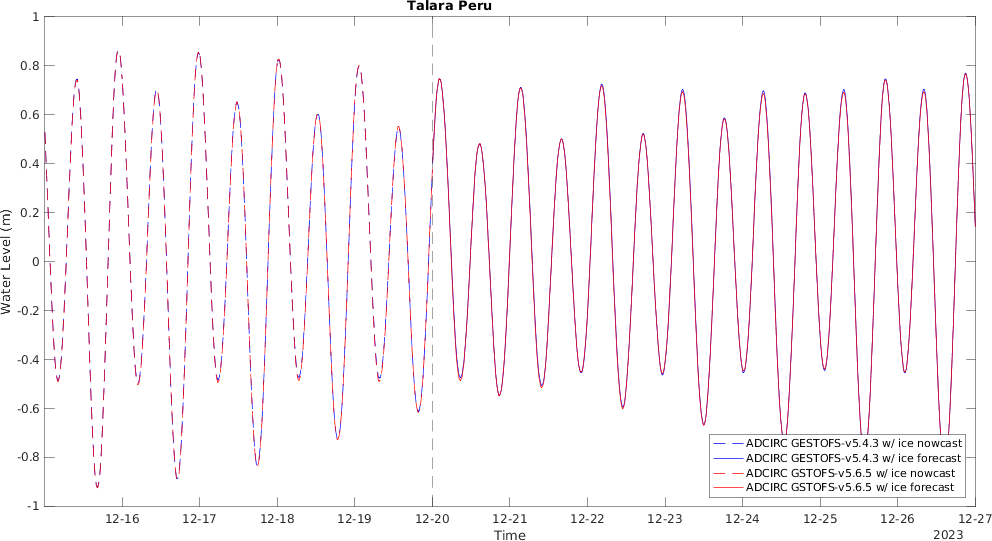 Talara Peru
1
0.8
0.6
0.4
0.2
0
-0.2
-0.4
-0.6
-0.8
-1
Water Level (m)
12-16 12-17 12-18 12-19 12-20 12-21 12-22 12-23 12-24 12-25 12-26 12-27
Time
2023
ADCIRC GESTOFS-v5.4.3 w/ ice nowcast
ADCIRC GESTOFS-v5.4.3 w/ ice forecast
ADCIRC GSTOFS-v5.6.5 w/ ice nowcast
ADCIRC GSTOFS-v5.6.5 w/ ice forecast